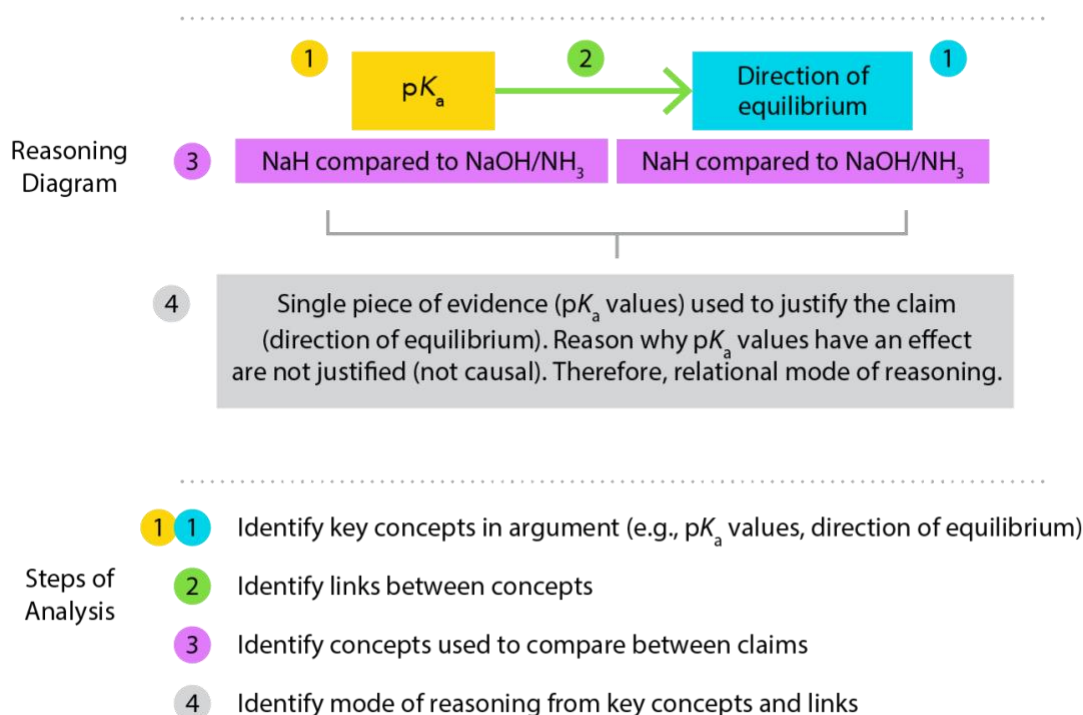 1
pKa
2
Direction of
equilibrium
1
Reasoning
Diagram
3
NaH compared to NaOH/NH3
NaH compared to NaOH/NH3
4
Single piece of evidence (pKa values) used to justify the claim
(direction of equilibrium). Reason why pKa values have an effect
are not justified (not causal). Therefore, relational mode of reasoning.
Steps of
Analysis
1 1 Identify key concepts in argument (e.g., pKa values, direction of equilibrium)
2 Identify links between concepts
3 Identify concepts used to compare between claims
4 Identify mode of reasoning from key concepts and links